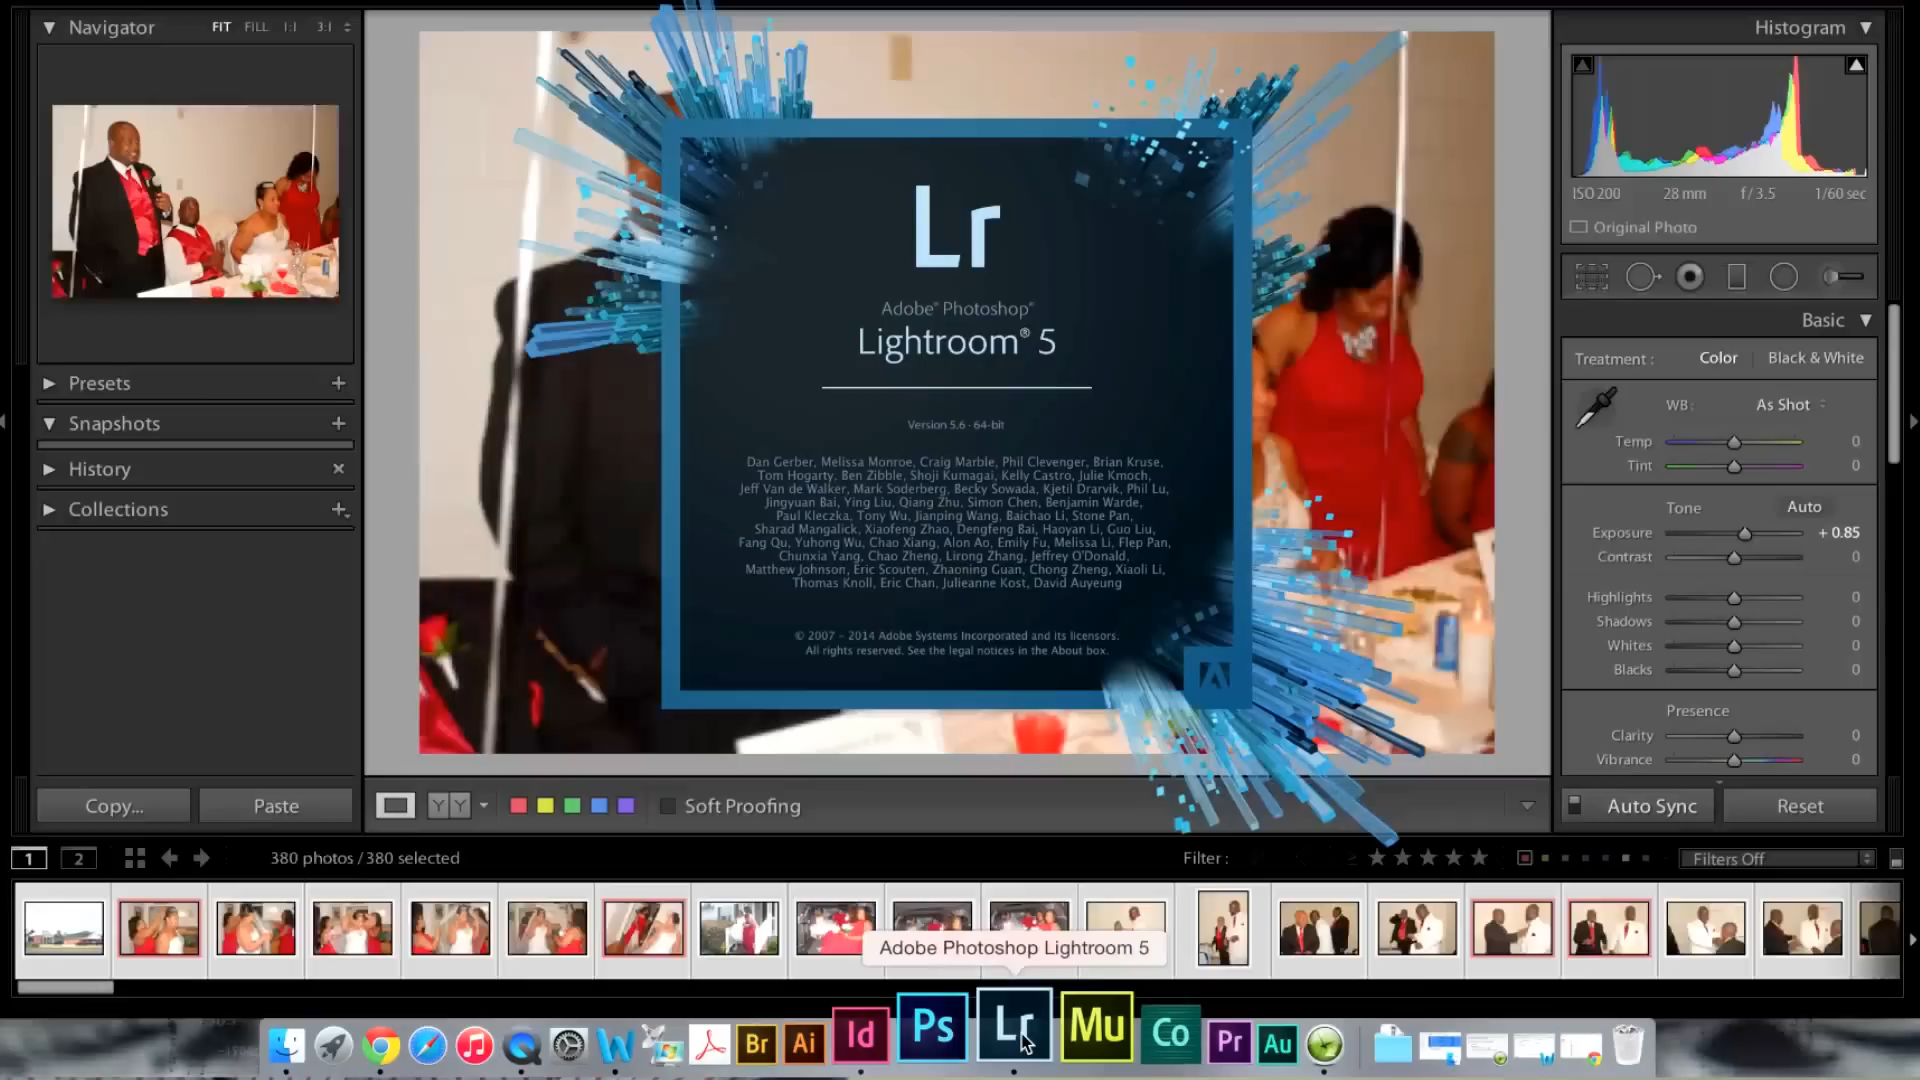 Navigator
FIT FILL 1:1 3:1
Presets
Snapshots
History
Collections
Copy...
Paste
Lr
Adobe® Photoshop®
Lightroom® 5
Version 5.6 - 64-bit
Dan Gerber, Melissa Monroe, Craig Marble, Phil Clevenger, Brian Kruse,
Tom Hogarty, Ben Zibble, Shoji Kumagai, Kelly Castro, Julie Kmoch,
Jeff Van de Walker, Mark Soderberg, Becky Sowada, Kjetil Drarvik, Phil Lu,
Jingyuan Bai, Ying Liu, Qiang Zhu, Simon Chen, Benjamin Warde,
Paul Kleczka, Tony Wu, Jianping Wang, Baichao Li, Stone Pan,
Sharad Mangalick, Xiaofeng Zhao, Dengfeng Bai, Haoyan Li, Guo Liu,
Fang Qu, Yuhong Wu, Chao Xiang, Alon Ao, Emily Fu, Melissa Li, Flep Pan,
Chunxia Yang, Chao Zheng, Lirong Zhang, Jeffrey O'Donald,
Matthew Johnson, Eric Scouten, Zhaoning Guan, Chong Zheng, Xiaoli Li,
Thomas Knoll, Eric Chan, Julieanne Kost, David Auyeung
© 2007 - 2014 Adobe Systems Incorporated and its licensors.
All rights reserved. See the legal notices in the About box.
YY
Soft Proofing
Histogram
ISO 200 28 mm f / 3.5 1/60 sec
Original Photo
Basic
Treatment : Color Black & White
WB: As Shot
Temp 0
Tint 0
Tone Auto
Exposure + 0.85
Contrast 0
Highlights 0
Shadows 0
Whites 0
Blacks 0
Presence
Clarity 0
Vibrance 0
Auto Sync Reset
1 2
380 photos / 380 selected
Filter :
Filters Off
Adobe Photoshop Lightroom 5
Br Ai Id Ps Lr Mu Co Pr Au